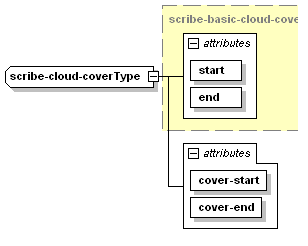 scribe-basic-cloud-cove
attributes
start
end
scribe-cloud-coverType
attributes
cover-start
cover-end